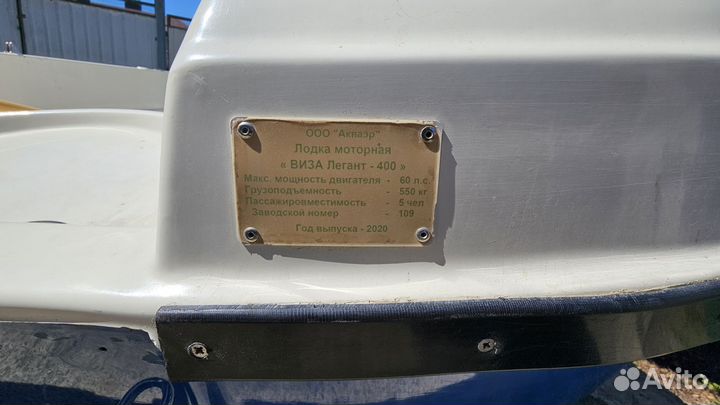 ООО "Акваэр"
Лодка моторная
« ВИЗА Легант - 400 »
Макс. мощность двигателя - 60 л.с.
Грузоподъемность - 550 кг
Пассажировместимость - 5 чел
Заводской номер - 109
Год выпуска - 2020
Avito